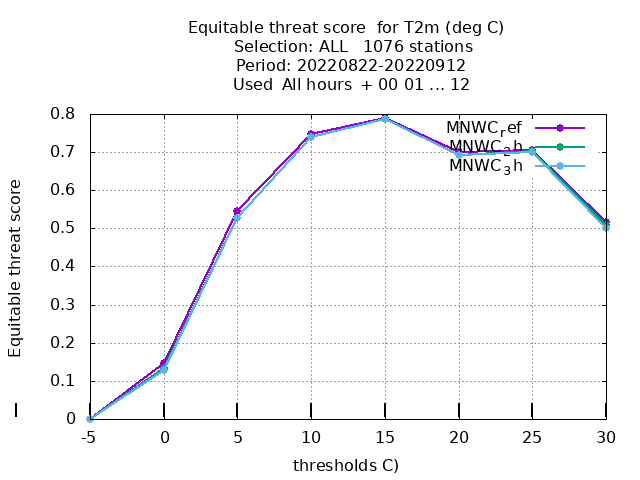 Equitable threat score  for T2m (deg C)
Selection: ALL   1076 stations
Period: 20220822-20220912
Used  All hours  + 00 01 ... 12
MNWC_ref
MNWC_2h
MNWC_3h
0.8
0.7
0.6
0.5
0.4
0.3
0.2
0.1
0
Equitable threat score
-5 0 5 10 15 20 25 30
thresholds C)